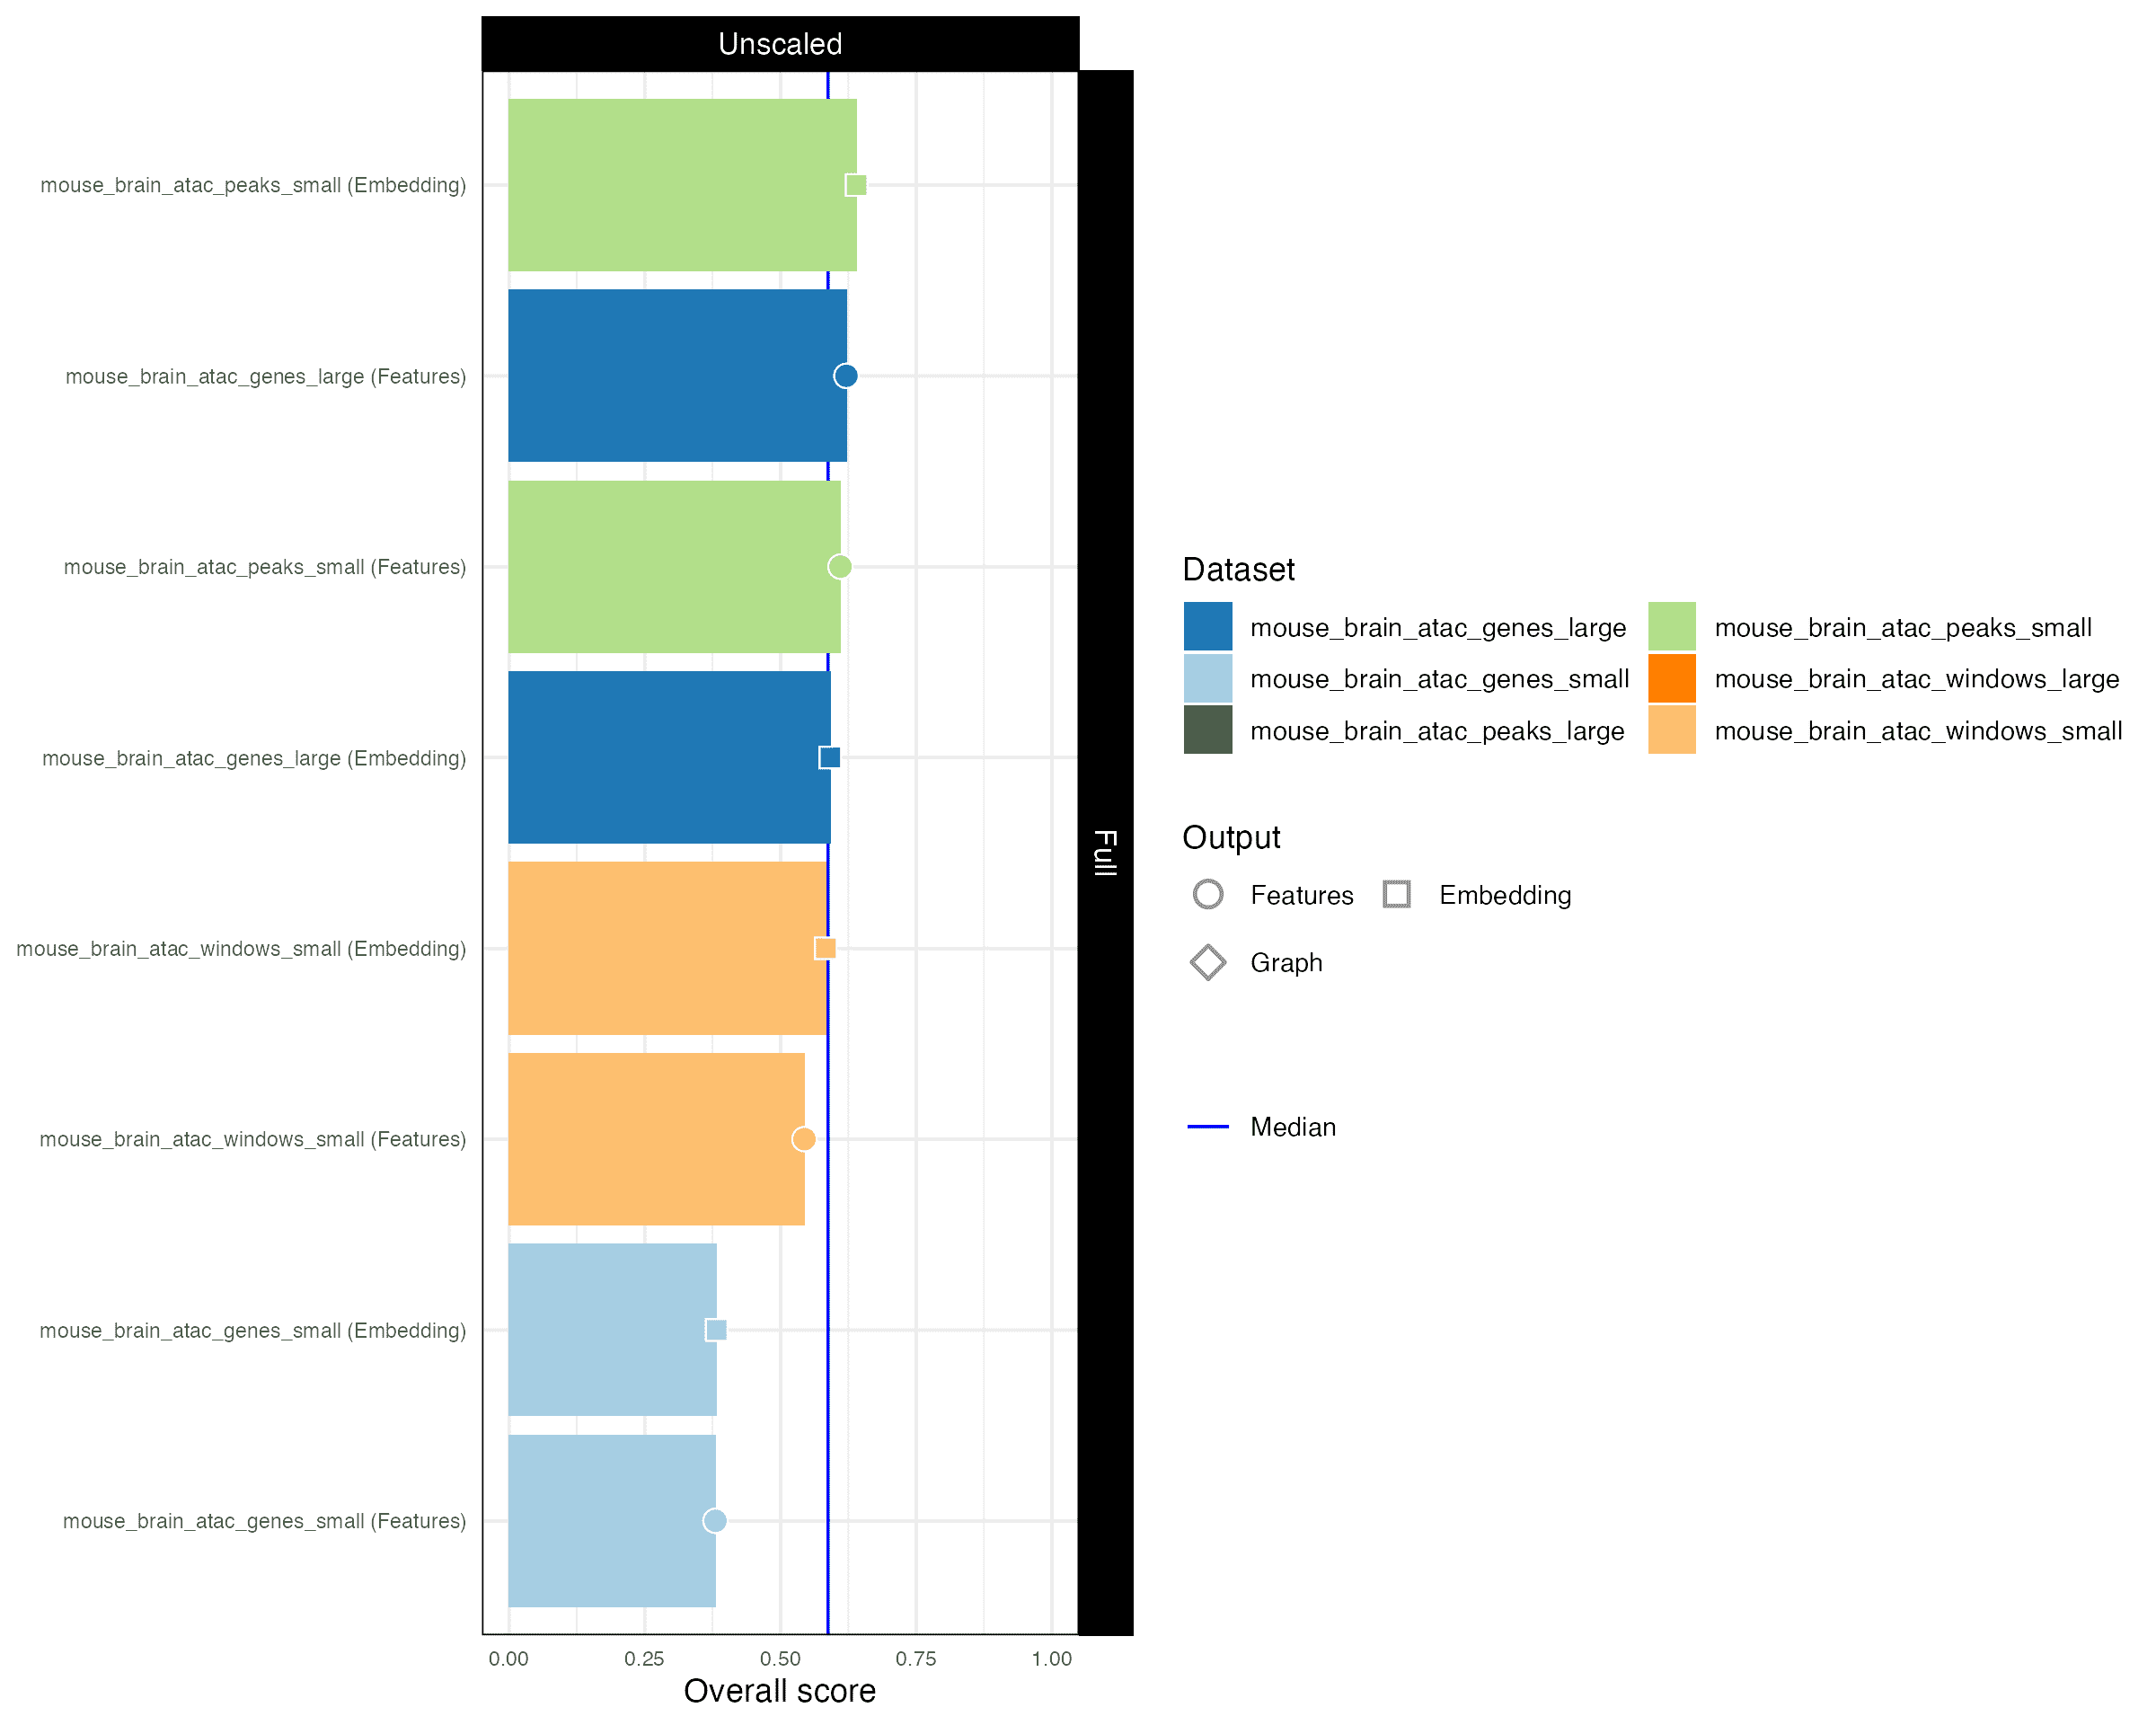 Unscaled
mouse_brain_atac_peaks_small (Embedding)
mouse_brain_atac_genes_large (Features)
mouse_brain_atac_peaks_small (Features)
mouse_brain_atac_genes_large (Embedding)
mouse_brain_atac_windows_small (Embedding)
mouse_brain_atac_windows_small (Features)
mouse_brain_atac_genes_small (Embedding)
mouse_brain_atac_genes_small (Features)
0.00 0.25 0.50 0.75 1.00
Overall score
Full
Dataset
mouse_brain_atac_genes_large mouse_brain_atac_peaks_small
mouse_brain_atac_genes_small mouse_brain_atac_windows_large
mouse_brain_atac_peaks_large mouse_brain_atac_windows_small
Output
Features Embedding
Graph
Median